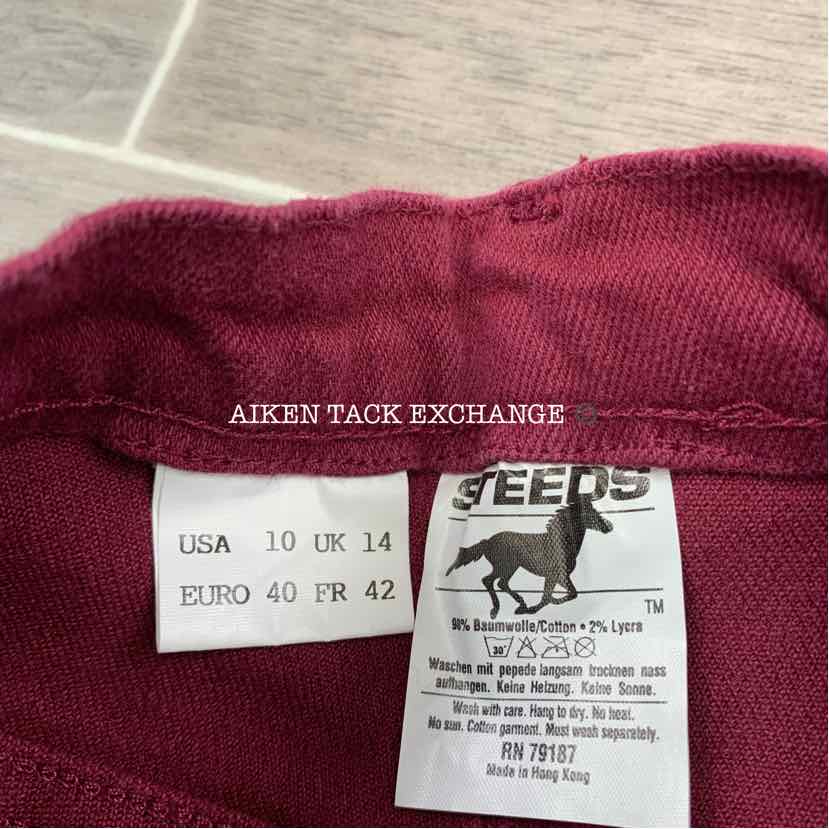 AIKEN TACK EXCHANGE
USA 10 UK 14
EURO 40 FR 42
STEEDS
TM
98% Baumwolle/Cotton • 2% Lycra
30°
Waschen mit pepede langsam trocknen nass
aufhangen. Keine Heizung. Keine Sonne.
Wash with care. Hang to dry. No heat.
No sun. Cotton garment. Must wash separately.
RN 79187
Made in Hong Kong